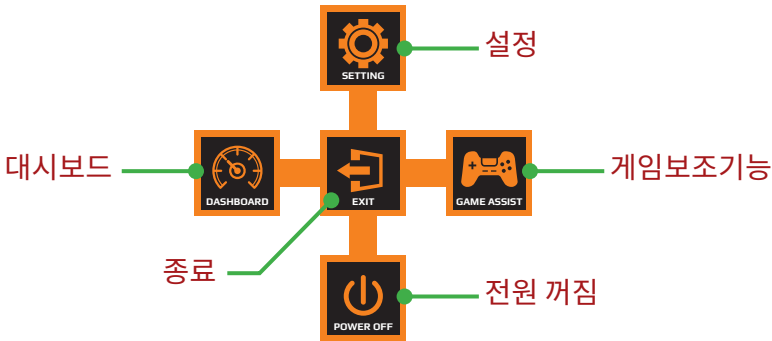 설정
SETTING
대시보드
게임보조기능
DASHBOARD
EXIT
GAME ASSIST
종료
전원 꺼짐
POWER OFF